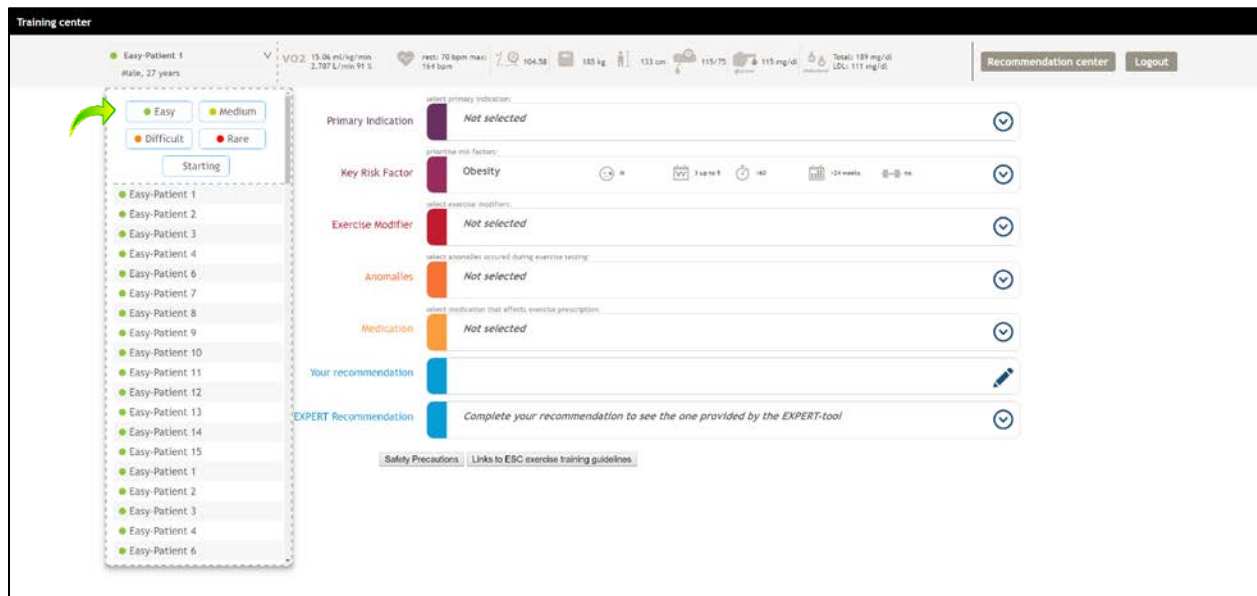 Training center
Easy-Patient 1
Male, 27 years
VO2 15.06 ml/kg/min
2.787 L/min 91 %
rest: 70 bpm max:
164 bpm
104.58
185 kg
133 cm
115/75
115 mg/dl
glucose
Total: 189 mg/dl
LDL: 111 mg/dl
cholesterol
Recommendation center
Logout
Easy
Medium
Difficult
Rare
Starting
Easy-Patient 1
Easy-Patient 2
Easy-Patient 3
Easy-Patient 4
Easy-Patient 6
Easy-Patient 7
Easy-Patient 8
Easy-Patient 9
Easy-Patient 10
Easy-Patient 11
Easy-Patient 12
Easy-Patient 13
Easy-Patient 14
Easy-Patient 15
Easy-Patient 1
Easy-Patient 2
Easy-Patient 3
Easy-Patient 4
Easy-Patient 6
select primary indication:
Primary Indication
Not selected
prioritise risk factors:
Key Risk Factor
Obesity
3 up to 5
>60
>24 weeks
select exercise modifiers:
Exercise Modifier
Not selected
select anomalies occured during exercise testing:
Anomalies
Not selected
select medication that affects exercise prescription:
Medication
Not selected
Your recommendation
EXPERT Recommendation
Complete your recommendation to see the one provided by the EXPERT-tool
Safety Precautions
Links to ESC exercise training guidelines